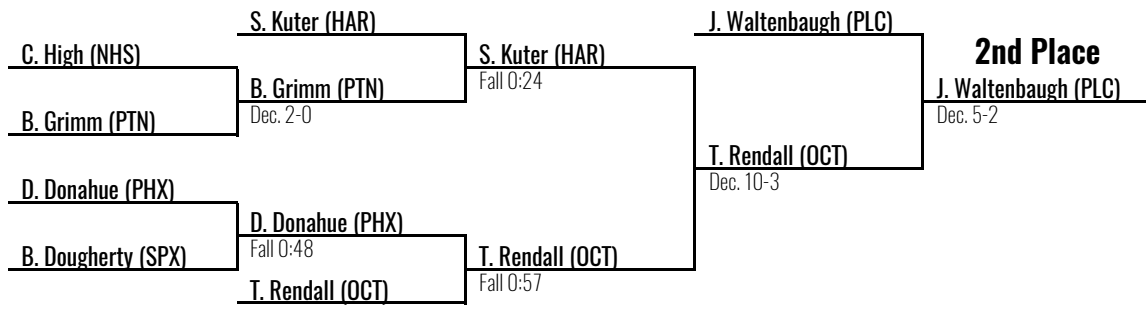 S. Kuter (HAR)
J. Waltenbaugh (PLC)
C. High (NHS)
S. Kuter (HAR)
Fall 0:24
2nd Place
B. Grimm (PTN)
Dec. 2-0
J. Waltenbaugh (PLC)
Dec. 5-2
B. Grimm (PTN)
T. Rendall (OCT)
Dec. 10-3
D. Donahue (PHX)
D. Donahue (PHX)
Fall 0:48
B. Dougherty (SPX)
T. Rendall (OCT)
Fall 0:57
T. Rendall (OCT)